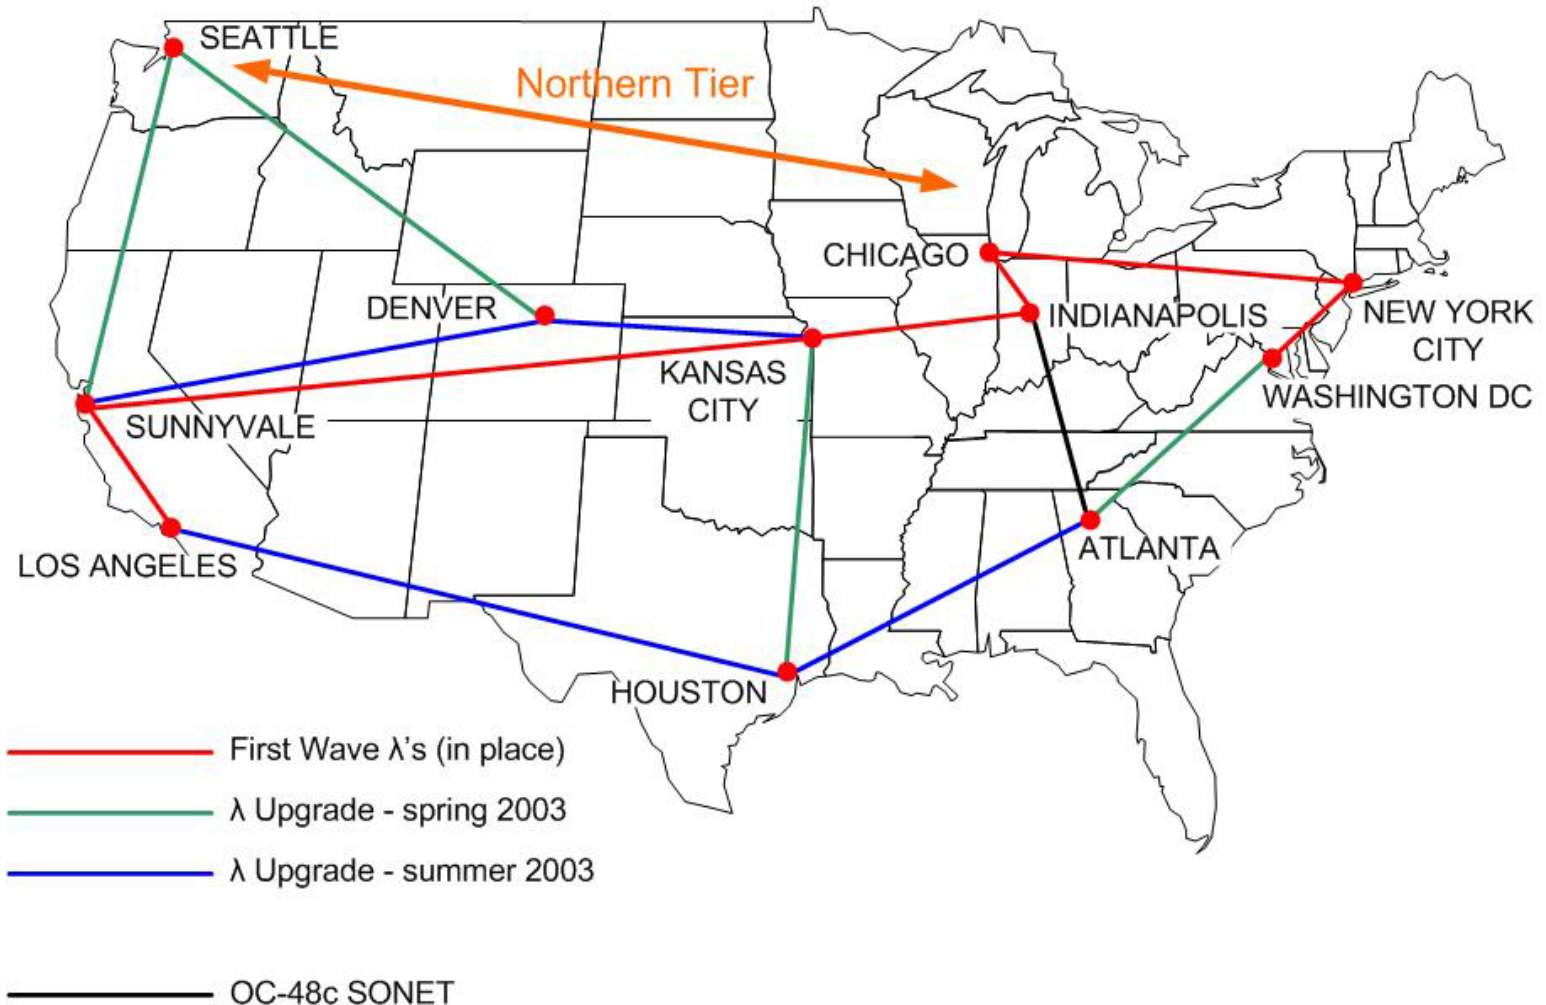 SEATTLE
Northern Tier
CHICAGO
DENVER
INDIANAPOLIS
NEW YORK
CITY
KANSAS
CITY
WASHINGTON DC
SUNNYVALE
ATLANTA
LOS ANGELES
HOUSTON
First Wave λ's (in place)
λ Upgrade - spring 2003
λ Upgrade - summer 2003
OC-48c SONET